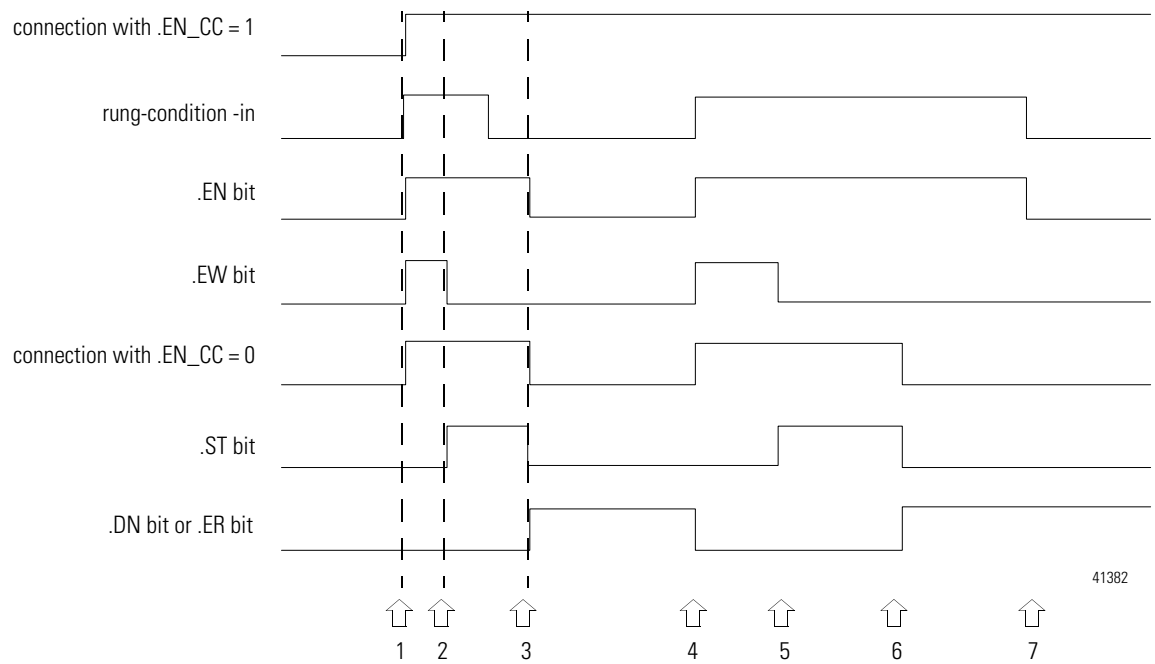 connection with .EN_CC = 1
rung-condition -in
.EN bit
.EW bit
connection with .EN_CC = 0
.ST bit
.DN bit or .ER bit
41382
1 2 3 4 5 6 7